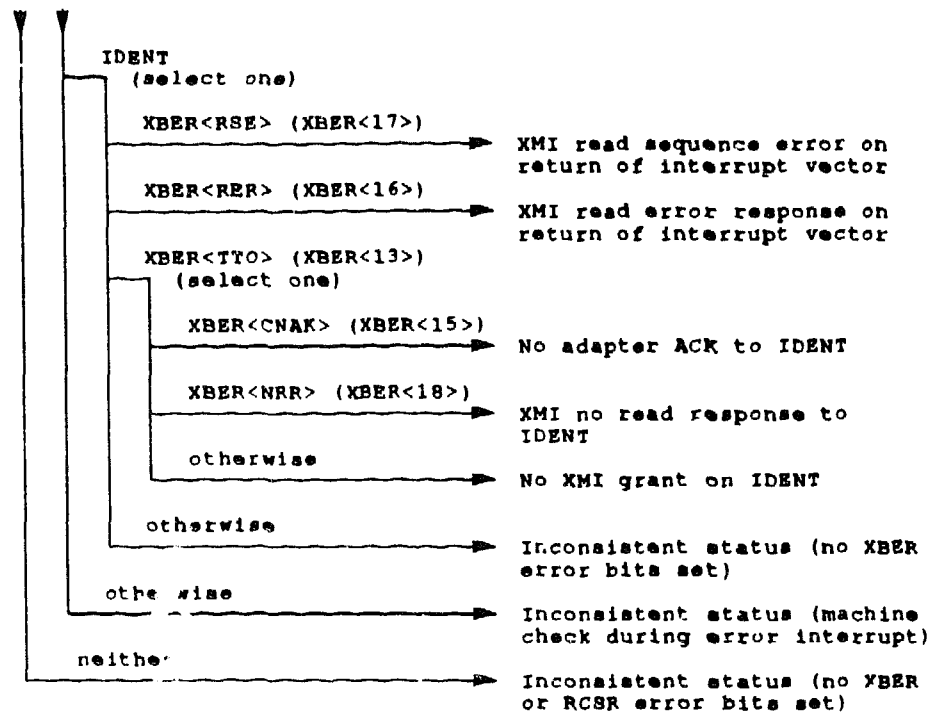 IDENT
(select one)
XBER<RSE> (XBER<17>)
XMI read sequence error on
return of interrupt vector
XBER<RER> (XBER<16>)
XMI read error response on
return of interrupt vector
XBER<TTO> (XBER<13>)
(select one)
XBER<CNAK> (XBER<15>)
No adapter ACK to IDENT
XBER<NRR> (XBER<18>)
XMI no read response to
IDENT
otherwise
No XMI grant on IDENT
otherwise
Inconsistent status (no XBER
error bits set)
otherwise
Inconsistent status (machine
check during error interrupt)
neither
Inconsistent status (no XBER
or RCSR error bits set)